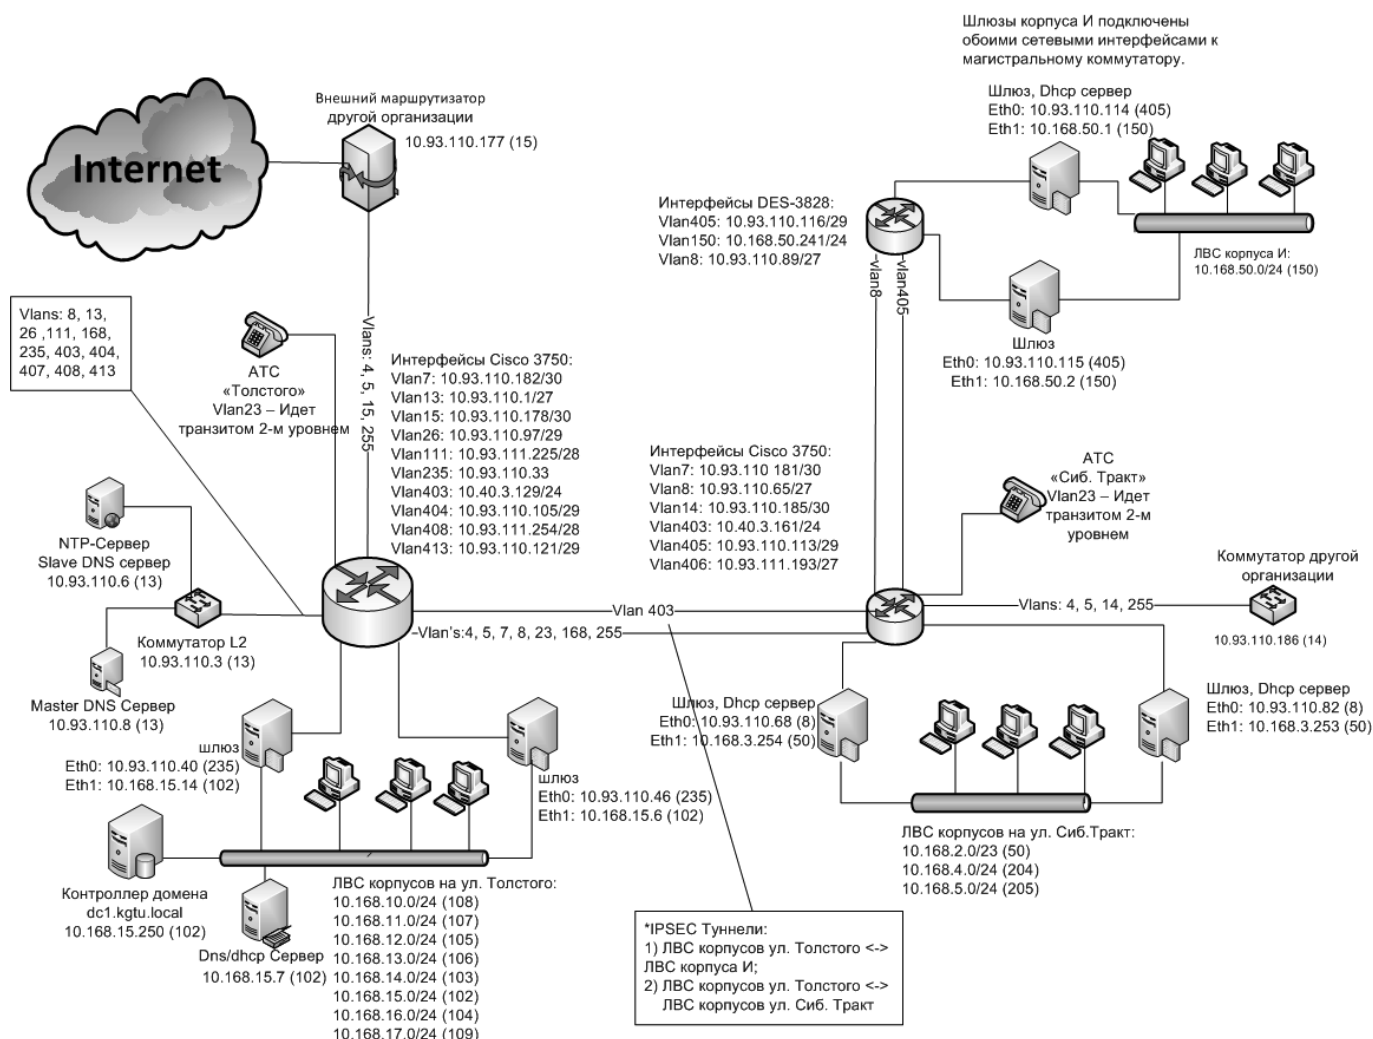 Шлюзы корпуса И подключены
обоими сетевыми интерфейсами к
магистральному коммутатору.
Внешний маршрутизатор
другой организации
10.93.110.177 (15)
Internet
Шлюз, Dhcp сервер
Eth0: 10.93.110.114 (405)
Eth1: 10.168.50.1 (150)
Интерфейсы DES-3828:
Vlan405: 10.93.110.116/29
Vlan150: 10.168.50.241/24
Vlan8: 10.93.110.89/27
ЛВС корпуса И:
10.168.50.0/24 (150)
vlan8
vlan405
Шлюз
Eth0: 10.93.110.115 (405)
Eth1: 10.168.50.2 (150)
Vlans: 8, 13,
26 ,111, 168,
235, 403, 404,
407, 408, 413
АТС
«Толстого»
Vlan23 – Идет
транзитом 2-м уровнем
Vlans: 4, 5, 15, 255
Интерфейсы Cisco 3750:
Vlan7: 10.93.110.182/30
Vlan13: 10.93.110.1/27
Vlan15: 10.93.110.178/30
Vlan26: 10.93.110.97/29
Vlan111: 10.93.111.225/28
Vlan235: 10.93.110.33
Vlan403: 10.40.3.129/24
Vlan404: 10.93.110.105/29
Vlan408: 10.93.111.254/28
Vlan413: 10.93.110.121/29
Интерфейсы Cisco 3750:
Vlan7: 10.93.110 181/30
Vlan8: 10.93.110.65/27
Vlan14: 10.93.110.185/30
Vlan403: 10.40.3.161/24
Vlan405: 10.93.110.113/29
Vlan406: 10.93.111.193/27
АТС
«Сиб. Тракт»
Vlan23 – Идет
транзитом 2-м
уровнем
NTP-Сервер
Slave DNS сервер
10.93.110.6 (13)
Коммутатор L2
10.93.110.3 (13)
Master DNS Сервер
10.93.110.8 (13)
Vlan 403
Vlan's:4, 5, 7, 8, 23, 168, 255
Vlans: 4, 5, 14, 255
Коммутатор другой
организации
10.93.110.186 (14)
шлюз
Eth0: 10.93.110.40 (235)
Eth1: 10.168.15.14 (102)
шлюз
Eth0: 10.93.110.46 (235)
Eth1: 10.168.15.6 (102)
Шлюз, Dhcp сервер
Eth0: 10.93.110.68 (8)
Eth1: 10.168.3.254 (50)
Шлюз, Dhcp сервер
Eth0: 10.93.110.82 (8)
Eth1: 10.168.3.253 (50)
ЛВС корпусов на ул. Сиб.Тракт:
10.168.2.0/23 (50)
10.168.4.0/24 (204)
10.168.5.0/24 (205)
Контроллер домена
dc1.kgtu.local
10.168.15.250 (102)
Dns/dhcp Сервер
10.168.15.7 (102)
ЛВС корпусов на ул. Толстого:
10.168.10.0/24 (108)
10.168.11.0/24 (107)
10.168.12.0/24 (105)
10.168.13.0/24 (106)
10.168.14.0/24 (103)
10.168.15.0/24 (102)
10.168.16.0/24 (104)
10.168.17.0/24 (109)
*IPSEC Туннели:
1) ЛВС корпусов ул. Толстого <->
ЛВС корпуса И;
2) ЛВС корпусов ул. Толстого <->
ЛВС корпусов ул. Сиб. Тракт